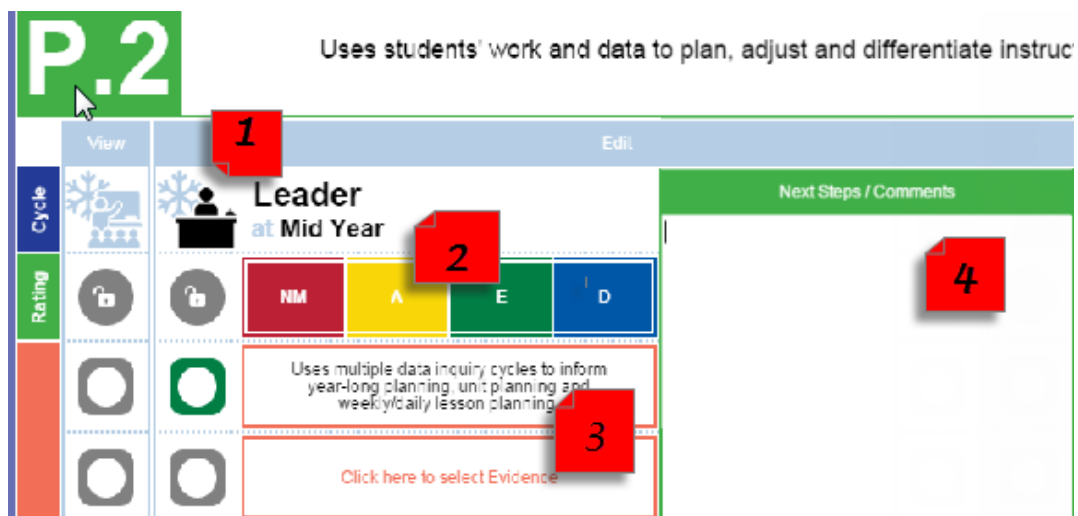 P.2
Uses students' work and data to plan, adjust and differentiate
1
View
Edit
Cycle
Leader
at Mid Year
Next Steps / Comments
2
4
Rating
NM
A
E
D
Uses multiple data inquiry cycles to inform
year-long planning, unit planning and
weekly/daily lesson planning
3
Click here to select Evidence